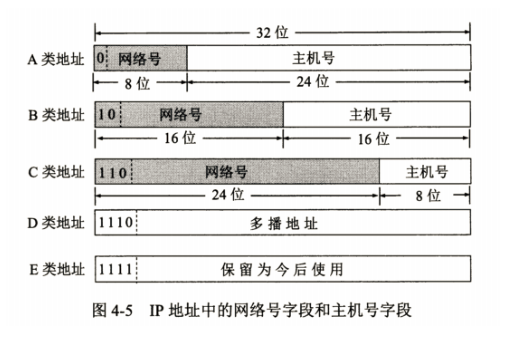 32 位
A 类地址 0 网络号 主机号
8 位 24 位
B 类地址 10 网络号 主机号
16 位 16 位
C 类地址 110 网络号 主机号
24 位 8 位
D 类地址 1110 多播地址
E 类地址 1111 保留为今后使用
图 4-5 IP 地址中的网络号字段和主机号字段